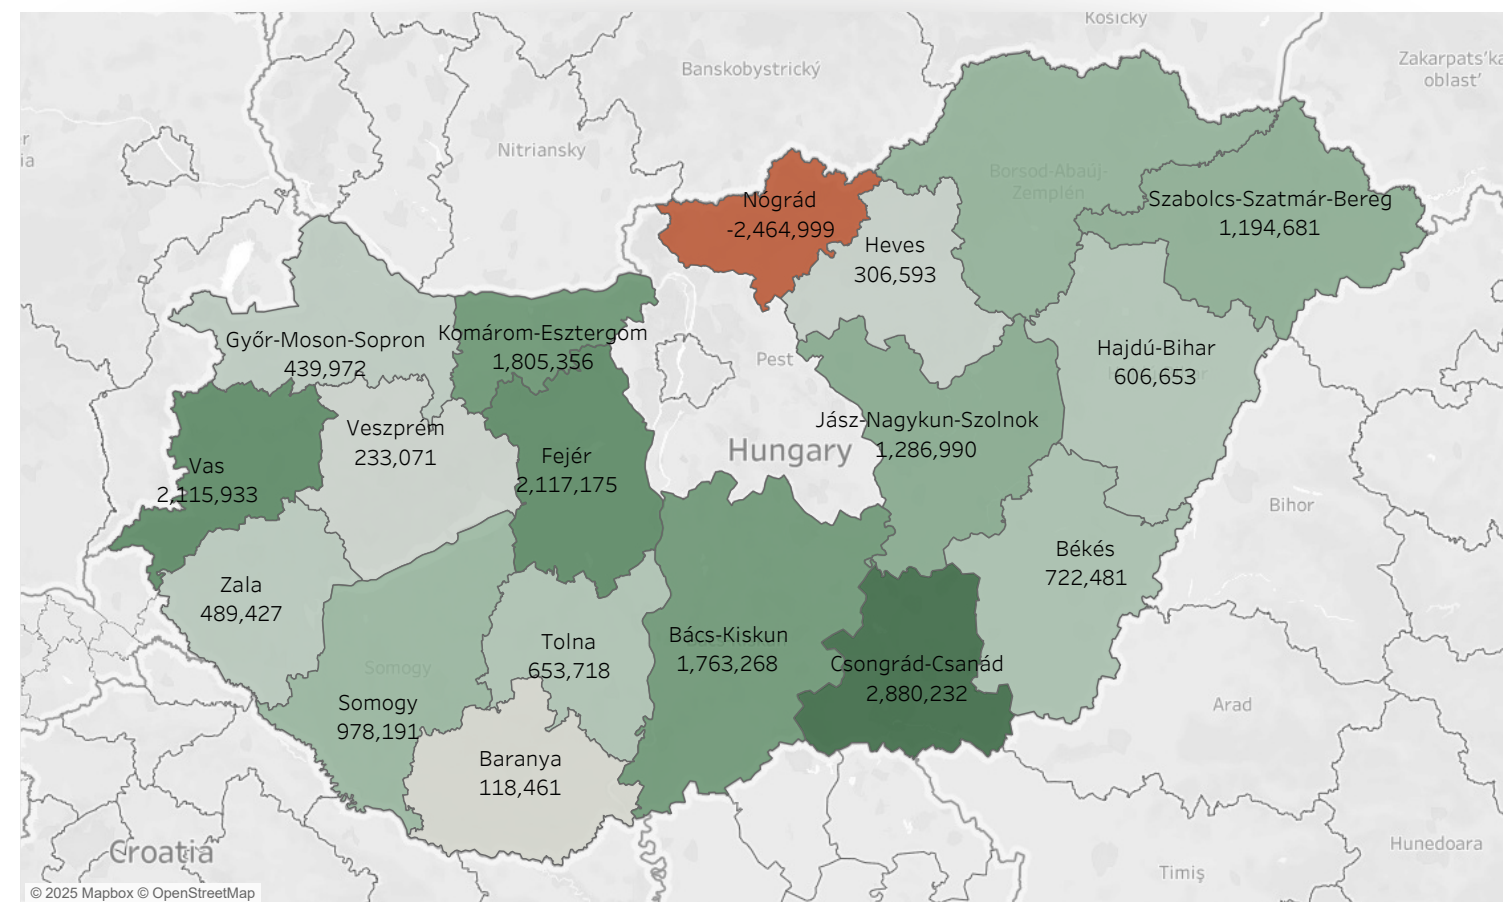 Košický
Banskobystrický
Zakarpats'ka
oblast'
Nitriansky
Borsod-Abaúj-
Zemplén
Nógrád
-2,464,999
Szabolcs-Szatmár-Bereg
1,194,681
Heves
306,593
Győr-Moson-Sopron
439,972
Komárom-Esztergom
1,805,356
Pest
Hajdú-Bihar
606,653
Veszprém
233,071
Jász-Nagykun-Szolnok
1,286,990
Hungary
Vas
2,115,933
Fejér
2,117,175
Bihor
Békés
722,481
Zala
489,427
Tolna
653,718
Bács-Kiskun
1,763,268
Csongrád-Csanád
2,880,232
Somogy
Somogy
978,191
Arad
Baranya
118,461
Croatia
Hunedoara
Timiş
© 2025 Mapbox © OpenStreetMap